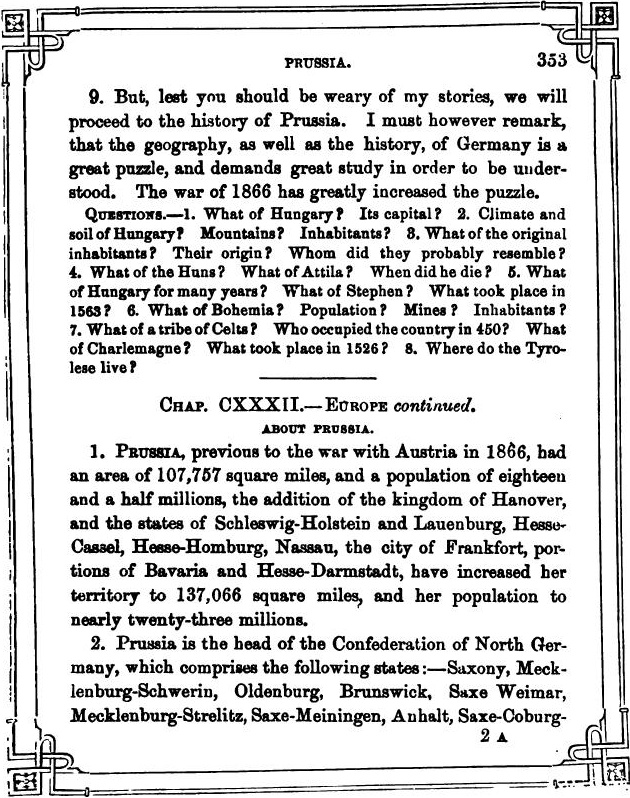 PRUSSIA. 353
9. But, lest you should be weary of my stories, we will
proceed to the history of Prussia. I must however remark,
that the geography, as well as the history, of Germany is a
great puzzle, and demands great study in order to be under-
stood. The war of 1866 has greatly increased the puzzle.
QUESTIONS.—1. What of Hungary? Its capital? 2. Climate and
soil of Hungary? Mountains? Inhabitants? 3. What of the original
inhabitants? Their origin? Whom did they probably resemble?
4. What of the Huns? What of Attila? When did he die? 5. What
of Hungary for many years? What of Stephen? What took place in
1563? 6. What of Bohemia? Population? Mines? Inhabitants?
7. What of a tribe of Celts? Who occupied the country in 450? What
of Charlemagne? What took place in 1526? 8. Where do the Tyro-
lese live?
CHAP. CXXXII.—EUROPE continued.
ABOUT PRUSSIA.
1. PRUSSIA, previous to the war with Austria in 1866, had
an area of 107,757 square miles, and a population of eighteen
and a half millions, the addition of the kingdom of Hanover,
and the states of Schleswig-Holstein and Lauenburg, Hesse-
Cassel, Hesse-Homburg, Nassau, the city of Frankfort, por-
tions of Bavaria and Hesse-Darmstadt, have increased her
territory to 137,066 square miles, and her population to
nearly twenty-three millions.
2. Prussia is the head of the Confederation of North Ger-
many, which comprises the following states:—Saxony, Meck-
lenburg-Schwerin, Oldenburg, Brunswick, Saxe Weimar,
Mecklenburg-Strelitz, Saxe-Meiningen, Anhalt, Saxe-Coburg-
2 A